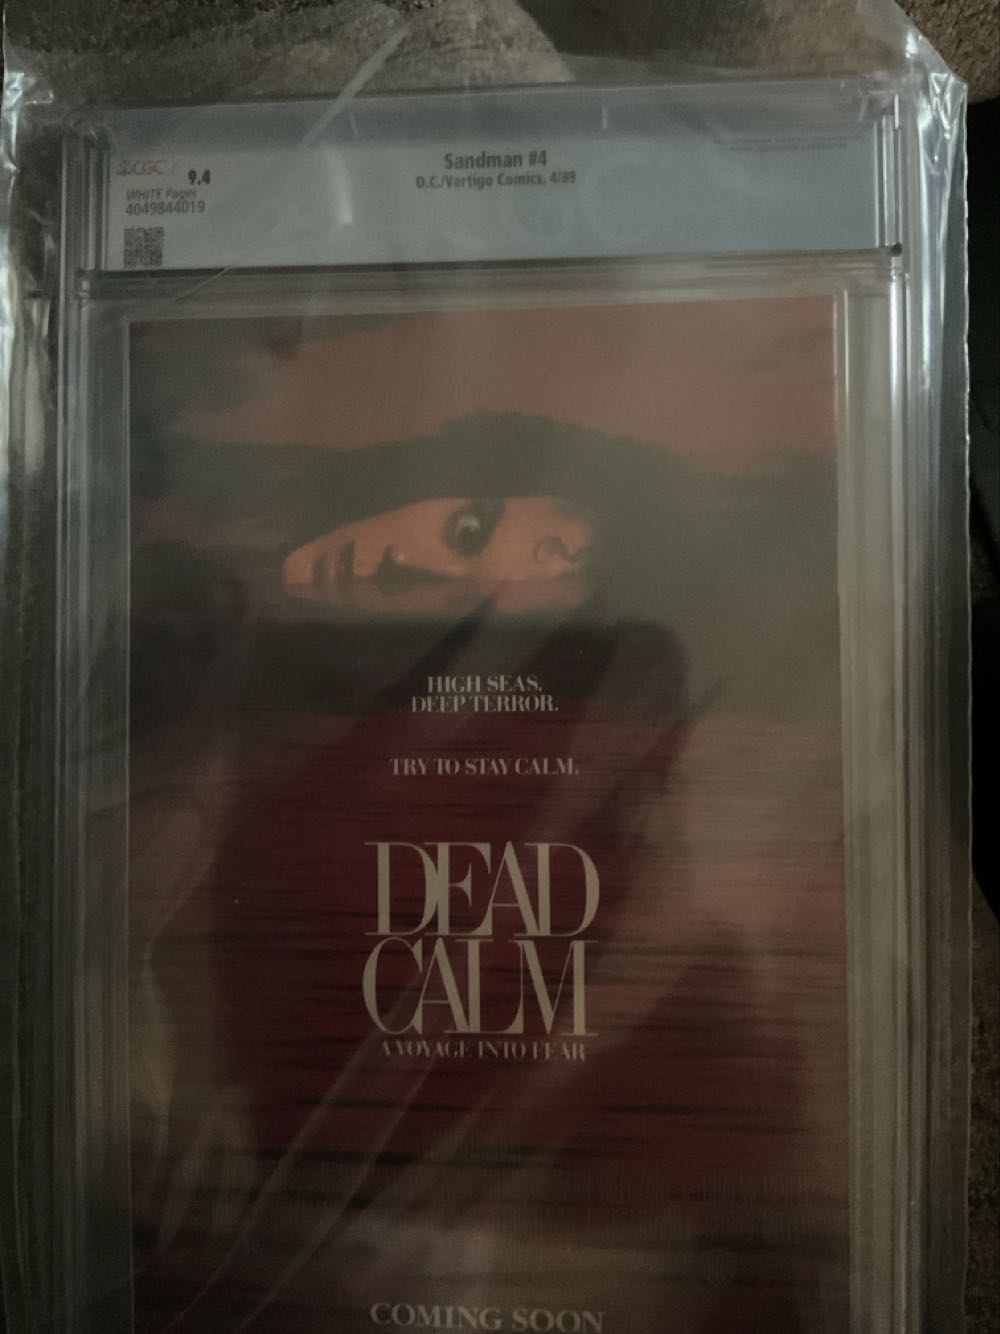 CGC 9.4
WHITE Pages
4049844019
Sandman #4
D.C./Vertigo Comics, 4/89
HIGH SEAS.
DEEP TERROR.
TRY TO STAY CALM.
DEAD
CALM
A VOYAGE INTO FEAR
COMING SOON